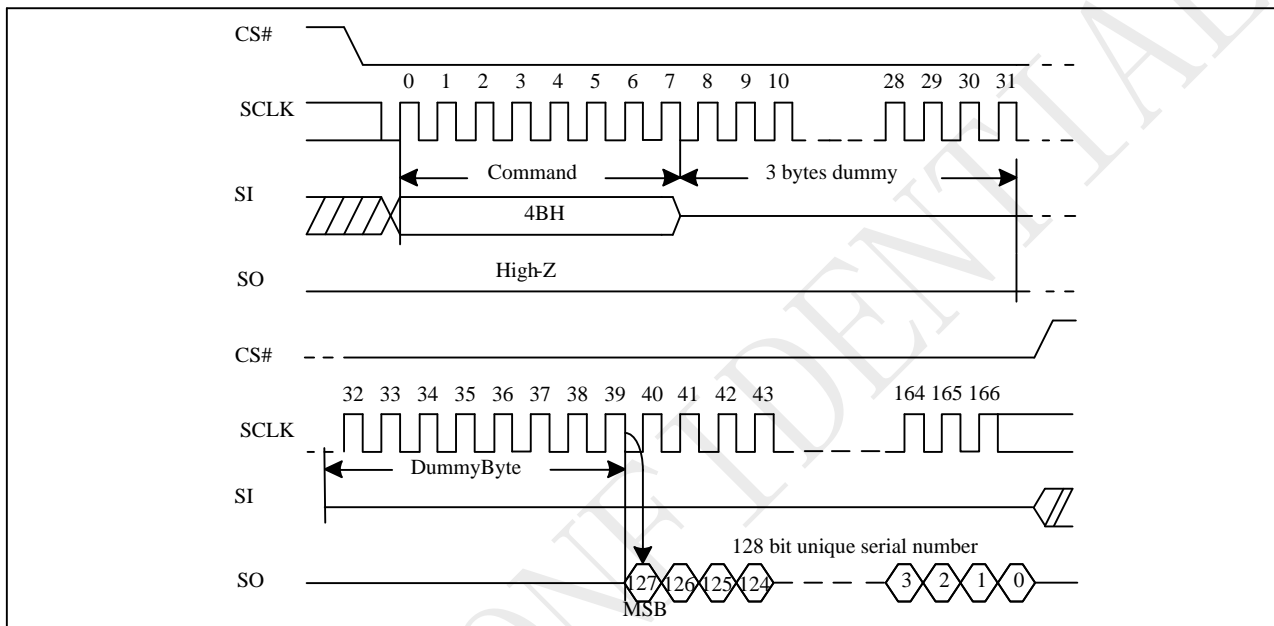 CS#
0 1 2 3 4 5 6 7 8 9 10 28 29 30 31
SCLK
Command 3 bytes dummy
SI
4BH
High-Z
SO
CS#
32 33 34 35 36 37 38 39 40 41 42 43 164 165 166
SCLK
DummyByte
SI
128 bit unique serial number
SO 127 126 125 124 3 2 1 0
MSB
ONFIDENTIAL